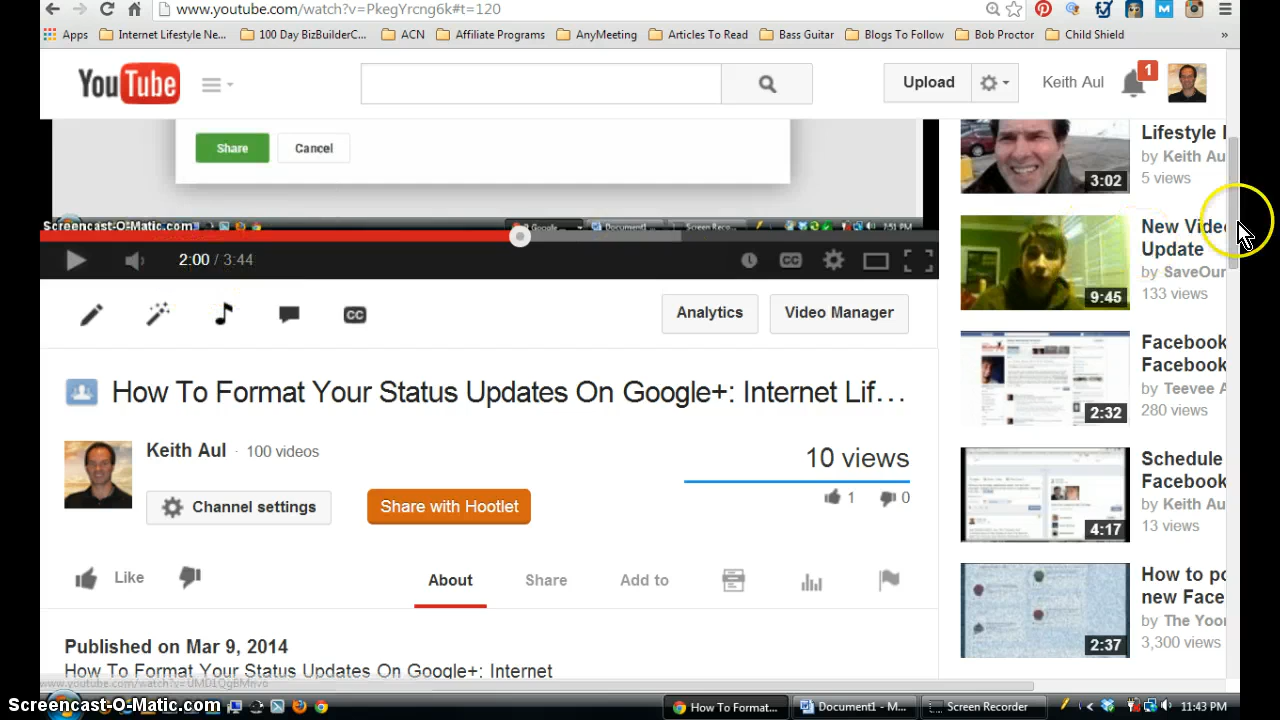 www.youtube.com/watch?v=PkegYrcng6k#t=120
Apps Internet Lifestyle Ne... 100 Day BizBuilderC... ACN Affiliate Programs AnyMeeting Articles To Read Bass Guitar Blogs To Follow Bob Proctor Child Shield »
YouTube Upload Keith Aul 1
Share Cancel
Screencast-O-Matic.com
2:00 / 3:44 CC
CC Analytics Video Manager
How To Format Your Status Updates On Google+: Internet Lif...
Keith Aul · 100 videos
10 views
1 0
Channel settings Share with Hootlet
Like About Share Add to
Published on Mar 9, 2014
How To Format Your Status Updates On Google+: Internet
Lifestyle
by Keith Au
5 views
3:02
New Vide
Update
by SaveOur
133 views
9:45
Facebook
Facebook
by Teevee A
280 views
2:32
Schedule
Facebook
by Keith Au
13 views
4:17
How to po
new Face
by The Yoor
3,300 views
2:37
Screencast-O-Matic.com
How To Format... Document1 - M... Screen Recorder 11:43 PM